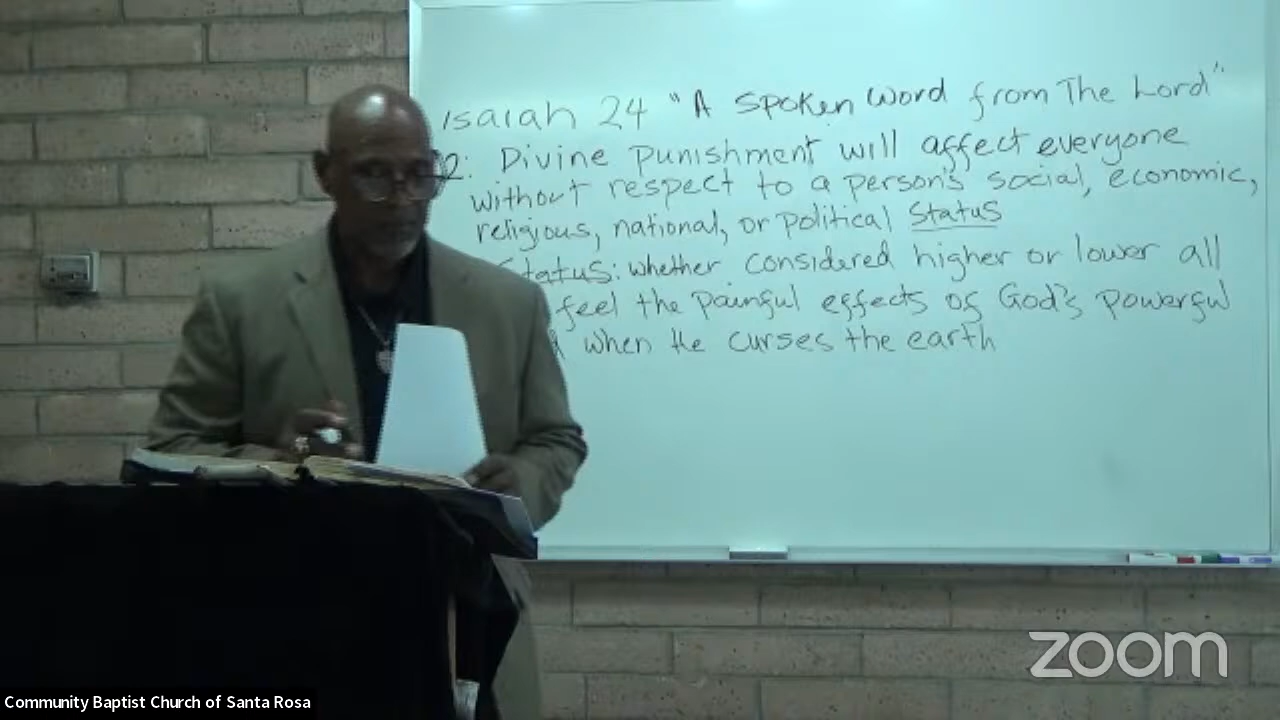 Isaiah 24 "A Spoken Word from The Lord"
2: Divine punishment will affect everyone
without respect to a person's social, economic,
religious, national, or political status
Status: whether considered higher or lower all
feel the painful effects of God's powerful
when He curses the earth
zoom
Community Baptist Church of Santa Rosa